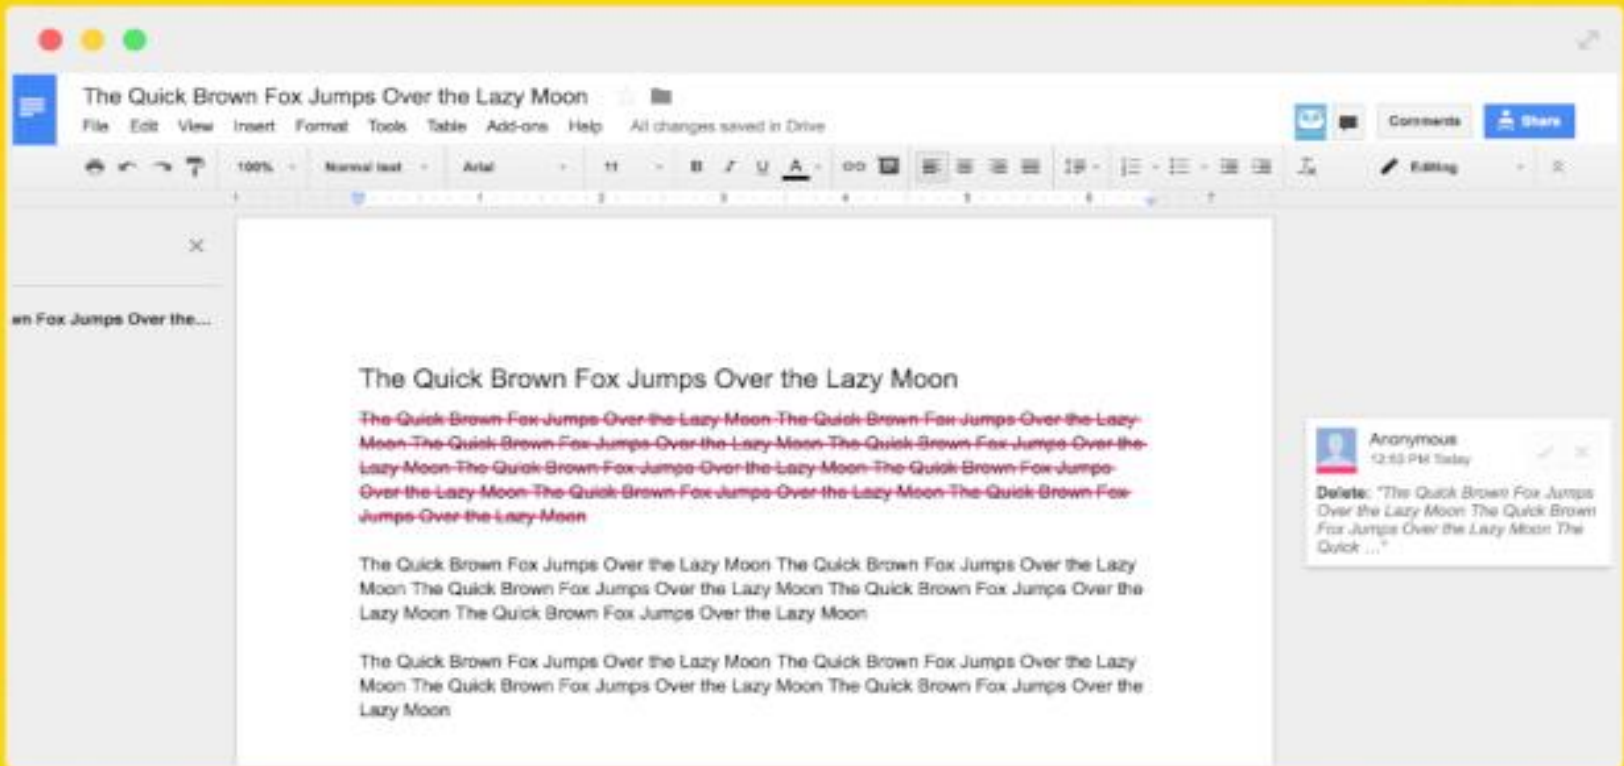 The Quick Brown Fox Jumps Over the Lazy Moon
File Edit View Insert Format Tools Table Add-ons Help All changes saved in Drive
Comments Share
100% Normal text Arial 11 B I U A Editing
1 1 2 3 4 5 6 7
en Fox Jumps Over the...
The Quick Brown Fox Jumps Over the Lazy Moon
The Quick Brown Fox Jumps Over the Lazy Moon The Quick Brown Fox Jumps Over the Lazy
Moon The Quick Brown Fox Jumps Over the Lazy Moon The Quick Brown Fox Jumps Over the
Lazy Moon The Quick Brown Fox Jumps Over the Lazy Moon The Quick Brown Fox Jumps
Over the Lazy Moon The Quick Brown Fox Jumps Over the Lazy Moon The Quick Brown Fox
Jumps Over the Lazy Moon
The Quick Brown Fox Jumps Over the Lazy Moon The Quick Brown Fox Jumps Over the Lazy
Moon The Quick Brown Fox Jumps Over the Lazy Moon The Quick Brown Fox Jumps Over the
Lazy Moon The Quick Brown Fox Jumps Over the Lazy Moon
The Quick Brown Fox Jumps Over the Lazy Moon The Quick Brown Fox Jumps Over the Lazy
Moon The Quick Brown Fox Jumps Over the Lazy Moon The Quick Brown Fox Jumps Over the
Lazy Moon
Anonymous
PM Today
Delete: "The Quick Brown Fox Jumps
Over the Lazy Moon The Quick Brown
Fox Jumps Over the Lazy Moon The
Quick ..."